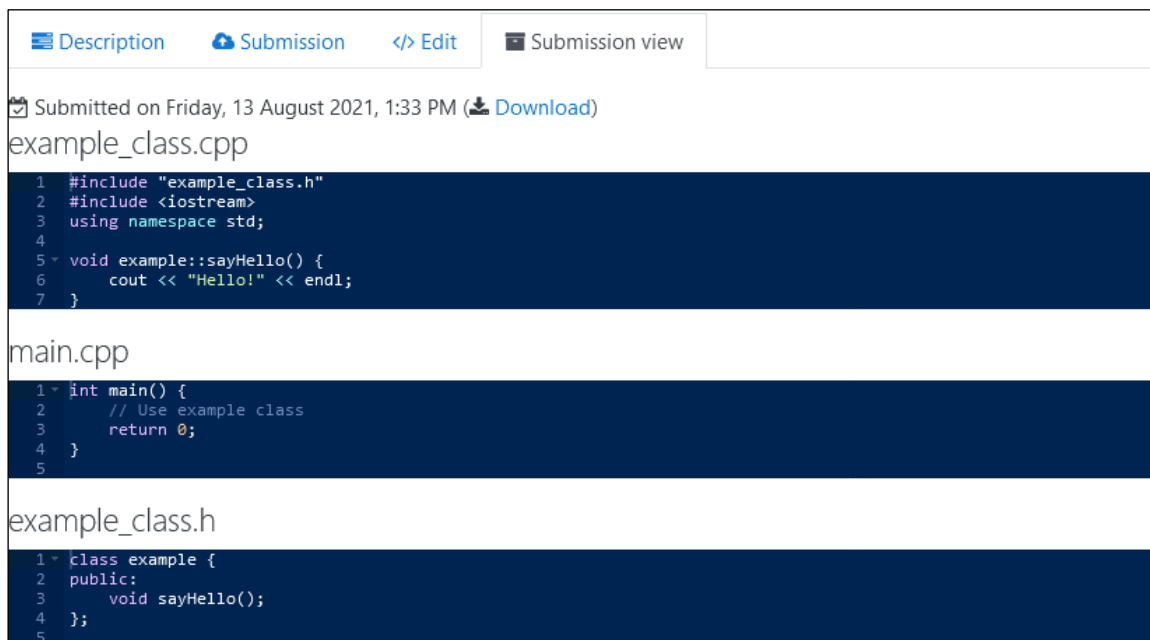 Description Submission </> Edit Submission view
Submitted on Friday, 13 August 2021, 1:33 PM (Download)
example_class.cpp
1 #include "example_class.h"
2 #include <iostream>
3 using namespace std;
4
5 void example::sayHello() {
6     cout << "Hello!" << endl;
7 }
main.cpp
1 int main() {
2     // Use example class
3     return 0;
4 }
5
example_class.h
1 class example {
2 public:
3     void sayHello();
4 };
5